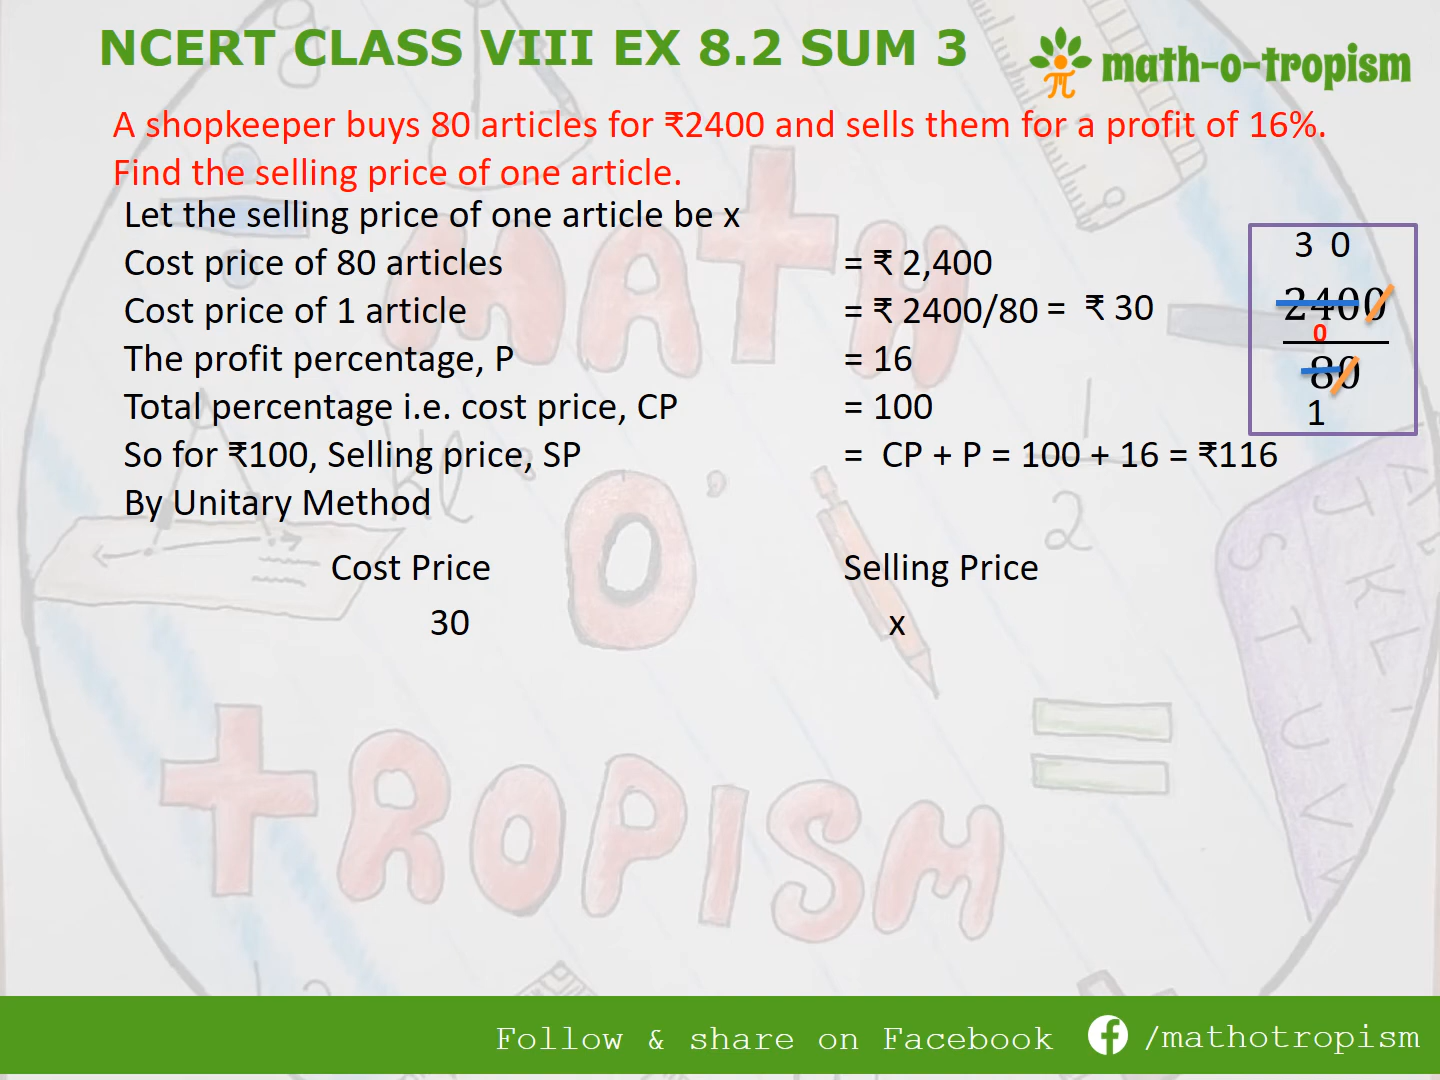 NCERT CLASS VIII EX 8.2 SUM 3
math-o-tropism
A shopkeeper buys 80 articles for ₹2400 and sells them for a profit of 16%.
Find the selling price of one article.
Let the selling price of one article be x
Cost price of 80 articles = ₹ 2,400
Cost price of 1 article = ₹ 2400/80 = ₹ 30
The profit percentage, P = 16
Total percentage i.e. cost price, CP = 100
So for ₹100, Selling price, SP = CP + P = 100 + 16 = ₹116
By Unitary Method
Cost Price Selling Price
30 x
3 0
2400
0
80
1
MATH
'O'
TROPISM
1
2
J K L
S T U V
Follow & share on Facebook /mathotropism